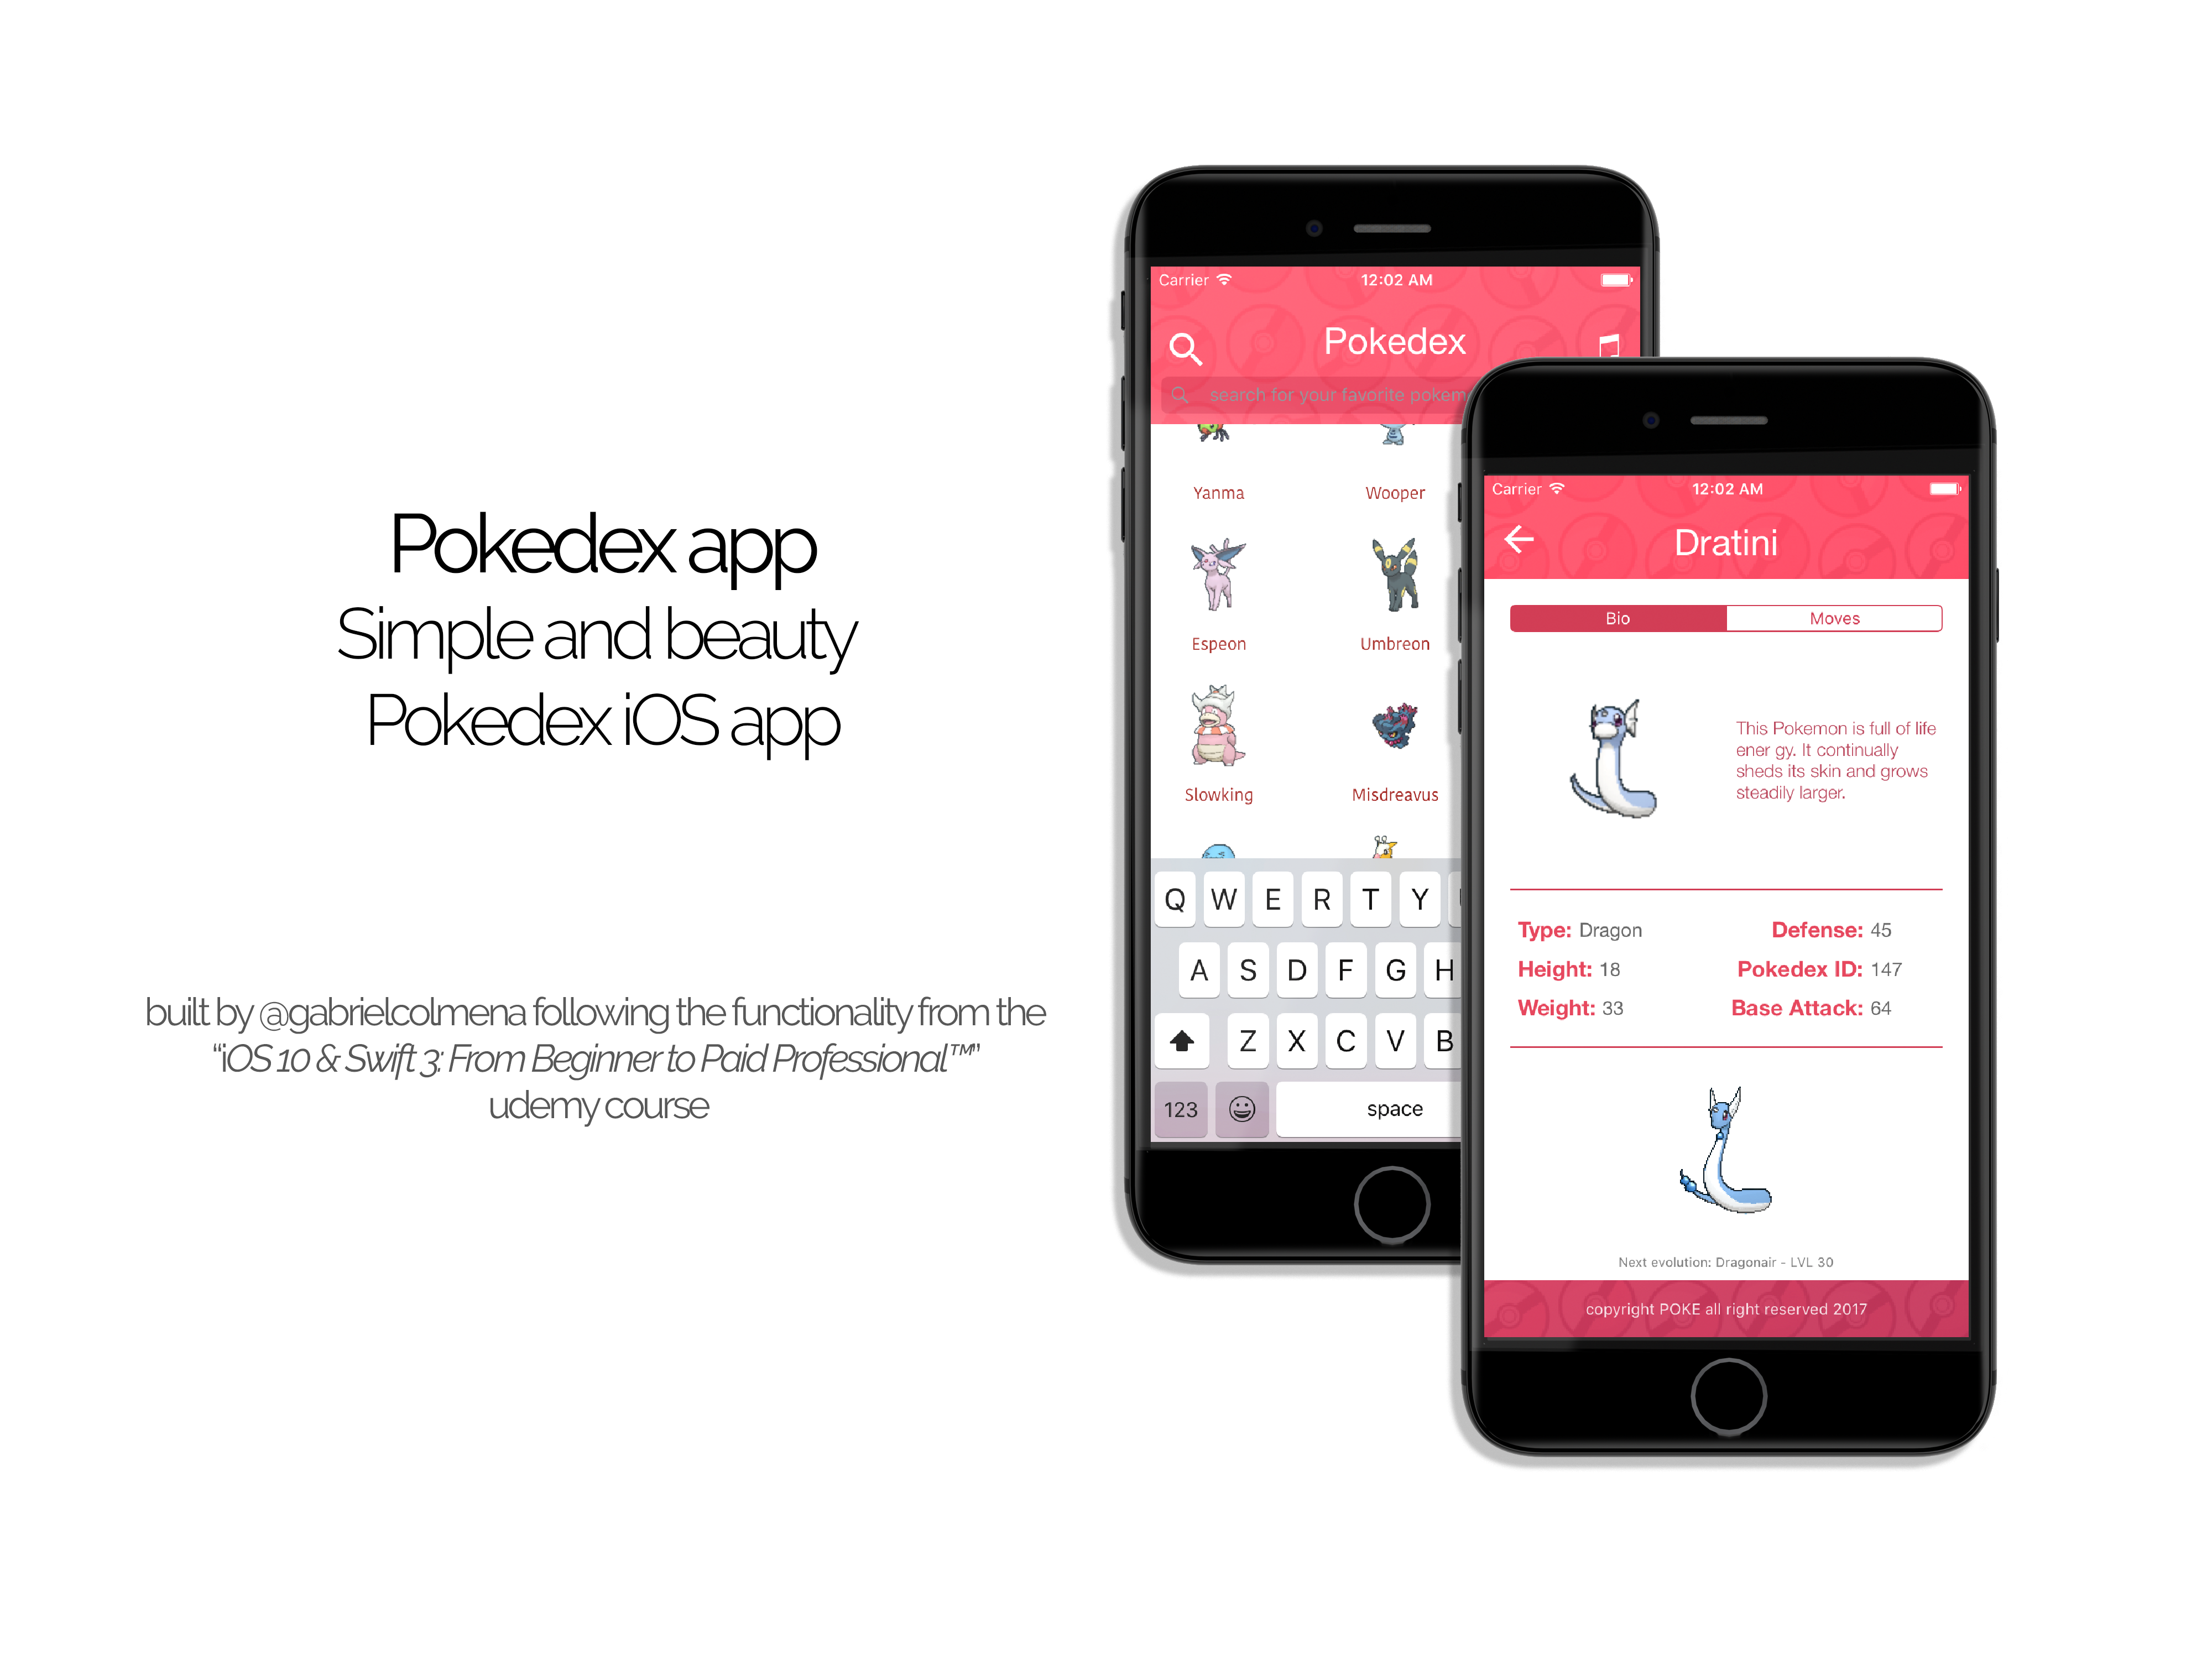 Pokedex app
Simple and beauty
Pokedex iOS app
built by @gabrielcolmena following the functionality from the
“iOS 10 & Swift 3: From Beginner to Paid Professional™”
udemy course
Carrier 12:02 AM
Pokedex
search for your favorite pokem
Yanma Wooper
Espeon Umbreon
Slowking Misdreavus
Q W E R T Y
A S D F G H
Z X C V B
123 space
Carrier 12:02 AM
Dratini
Bio Moves
This Pokemon is full of life
ener gy. It continually
sheds its skin and grows
steadily larger.
Type: Dragon Defense: 45
Height: 18 Pokedex ID: 147
Weight: 33 Base Attack: 64
Next evolution: Dragonair - LVL 30
copyright POKE all right reserved 2017